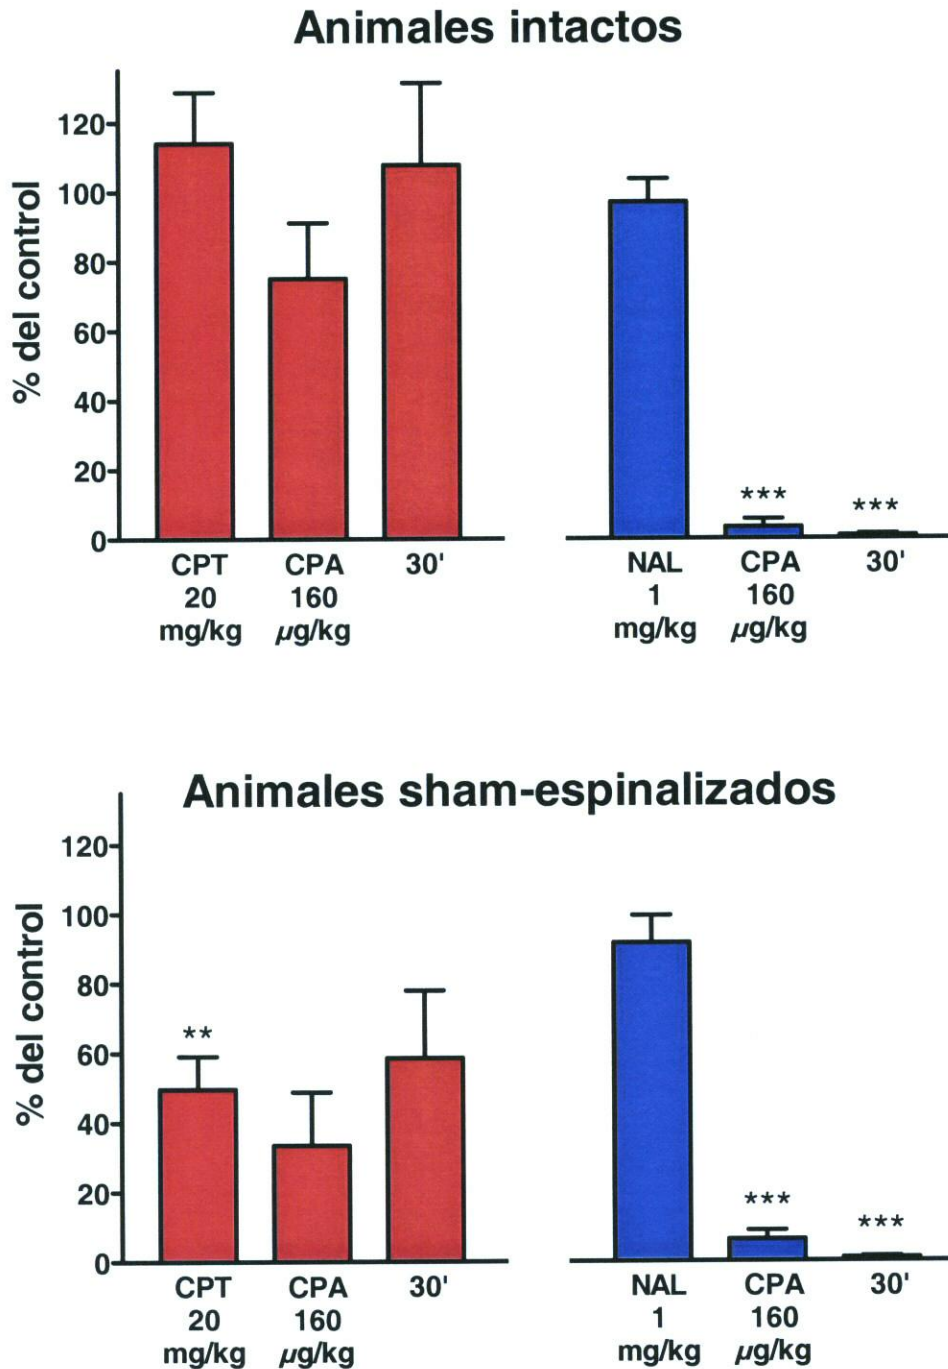 Animales intactos
% del control
120
100
80
60
40
20
0
CPT CPA 30' NAL CPA 30'
20 160 1 160
mg/kg µg/kg mg/kg µg/kg
*** ***
Animales sham-espinalizados
% del control
120
100
80
60
40
20
0
**
*** ***
CPT CPA 30' NAL CPA 30'
20 160 1 160
mg/kg µg/kg mg/kg µg/kg